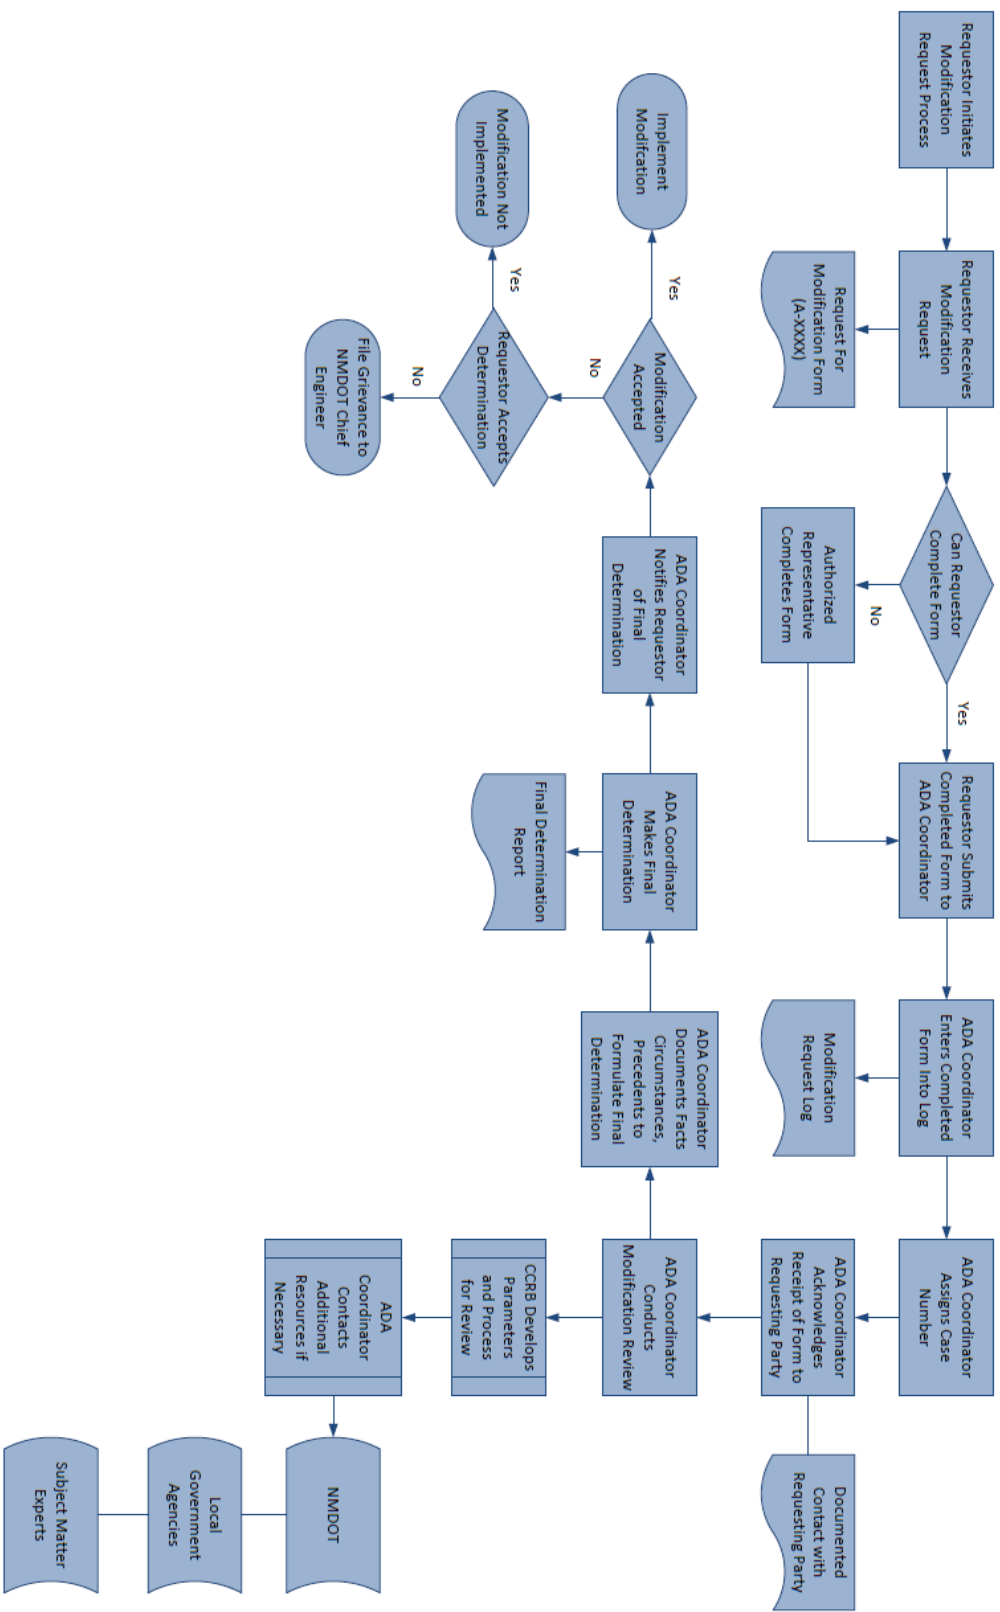 Requestor Initiates
Modification
Request Process
Requestor Receives
Modification
Request
Can Requestor
Complete Form
Yes
Requestor Submits
Completed Form to
ADA Coordinator
ADA Coordinator
Enters Completed
Form Into Log
ADA Coordinator
Assigns Case
Number
Request For
Modification Form
(A-XXXX)
No
Authorized
Representative
Completes Form
Modification
Request Log
ADA Coordinator
Acknowledges
Receipt of Form to
Requesting Party
Documented
Contact with
Requesting Party
Implement
Modifcation
Yes
Modification
Accepted
No
ADA Coordinator
Notifies Requestor
of Final
Determination
ADA Coordinator
Makes Final
Determination
ADA Coordinator
Documents Facts
Circumstances,
Precedents to
Formulate Final
Determination
ADA Coordinator
Conducts
Modification Review
Modification Not
Implemented
Yes
Requestor Accepts
Determination
No
Final Determination
Report
CCRB Develops
Parameters
and Process
for Review
File Grievance to
NMDOT Chief
Engineer
ADA
Coordinator
Contacts
Additional
Resources if
Necessary
NMDOT
Local
Government
Agencies
Subject Matter
Experts